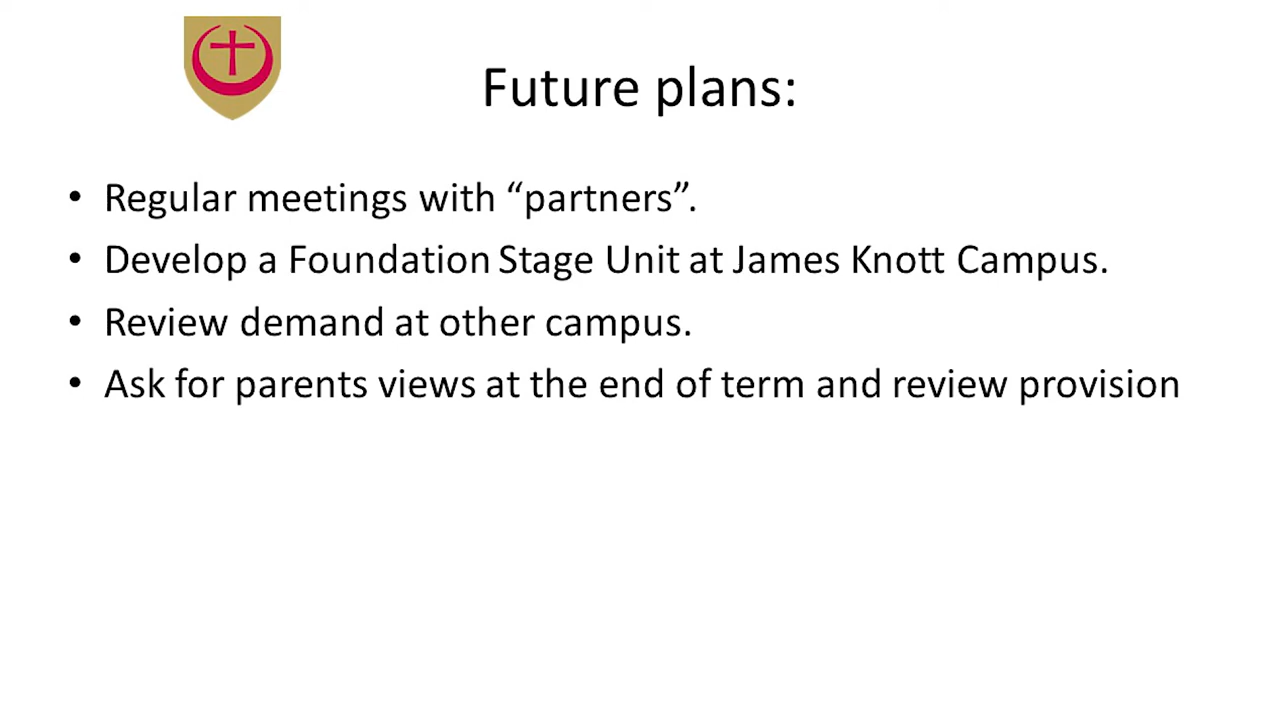 Future plans:
• Regular meetings with “partners”.
• Develop a Foundation Stage Unit at James Knott Campus.
• Review demand at other campus.
• Ask for parents views at the end of term and review provision